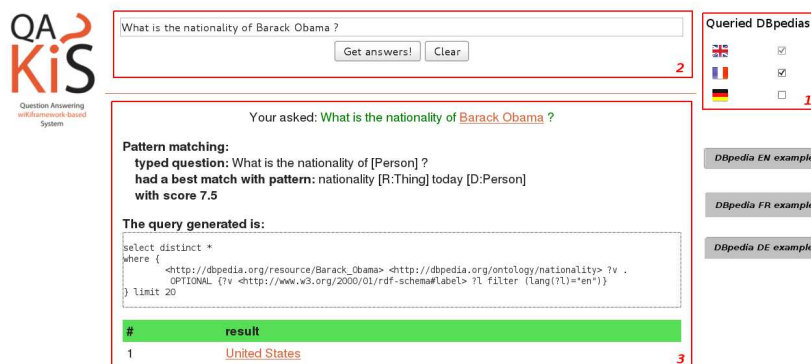 QA
KiS
Question Answering
wikiframework-based
System
What is the nationality of Barack Obama ?
Get answers! Clear
2
Queried DBpedias
1
Your asked: What is the nationality of Barack Obama ?
Pattern matching:
typed question: What is the nationality of [Person] ?
had a best match with pattern: nationality [R:Thing] today [D:Person]
with score 7.5
The query generated is:
select distinct *
where {
<http://dbpedia.org/resource/Barack_Obama> <http://dbpedia.org/ontology/nationality> ?v .
OPTIONAL {?v <http://www.w3.org/2000/01/rdf-schema#label> ?l filter (lang(?l)="en")}
} limit 20
# result
1 United States
3
DBpedia EN example
DBpedia FR example
DBpedia DE example